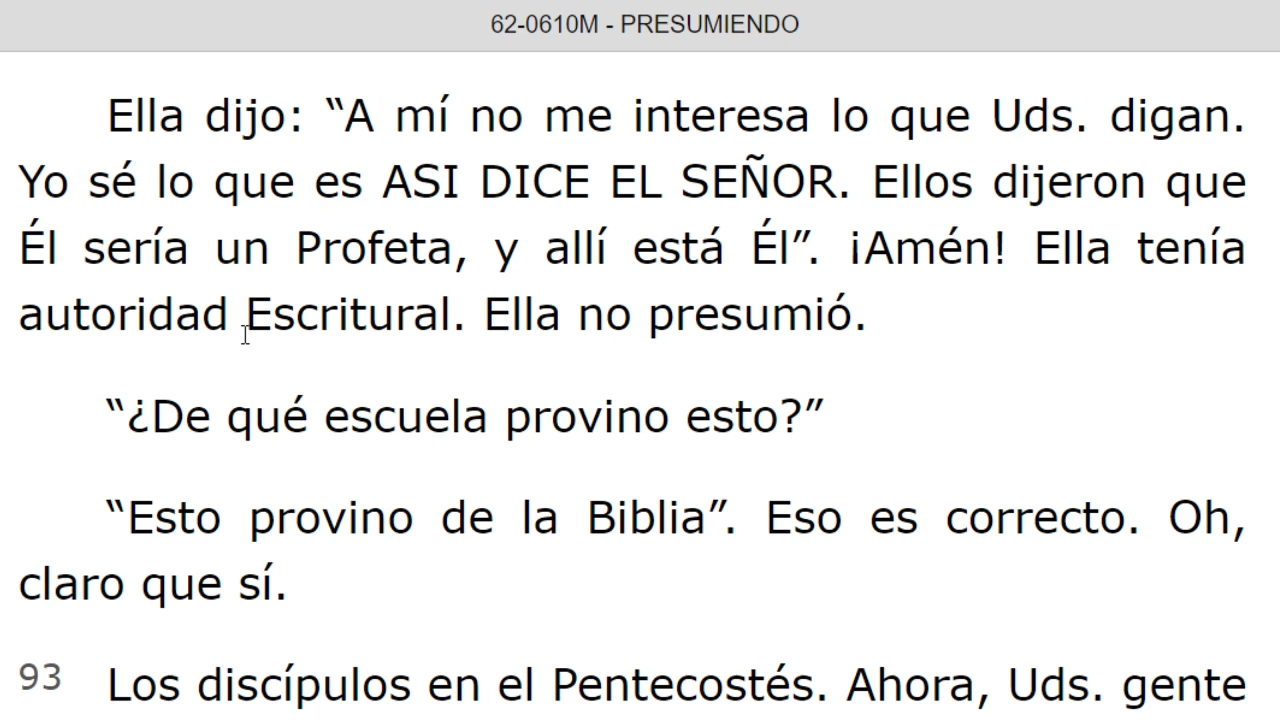 62-0610M - PRESUMIENDO
Ella dijo: “A mí no me interesa lo que Uds. digan.
Yo sé lo que es ASI DICE EL SEÑOR. Ellos dijeron que
Él sería un Profeta, y allí está Él”. ¡Amén! Ella tenía
autoridad Escritural. Ella no presumió.
“¿De qué escuela provino esto?”
“Esto provino de la Biblia”. Eso es correcto. Oh,
claro que sí.
93 Los discípulos en el Pentecostés. Ahora, Uds. gente